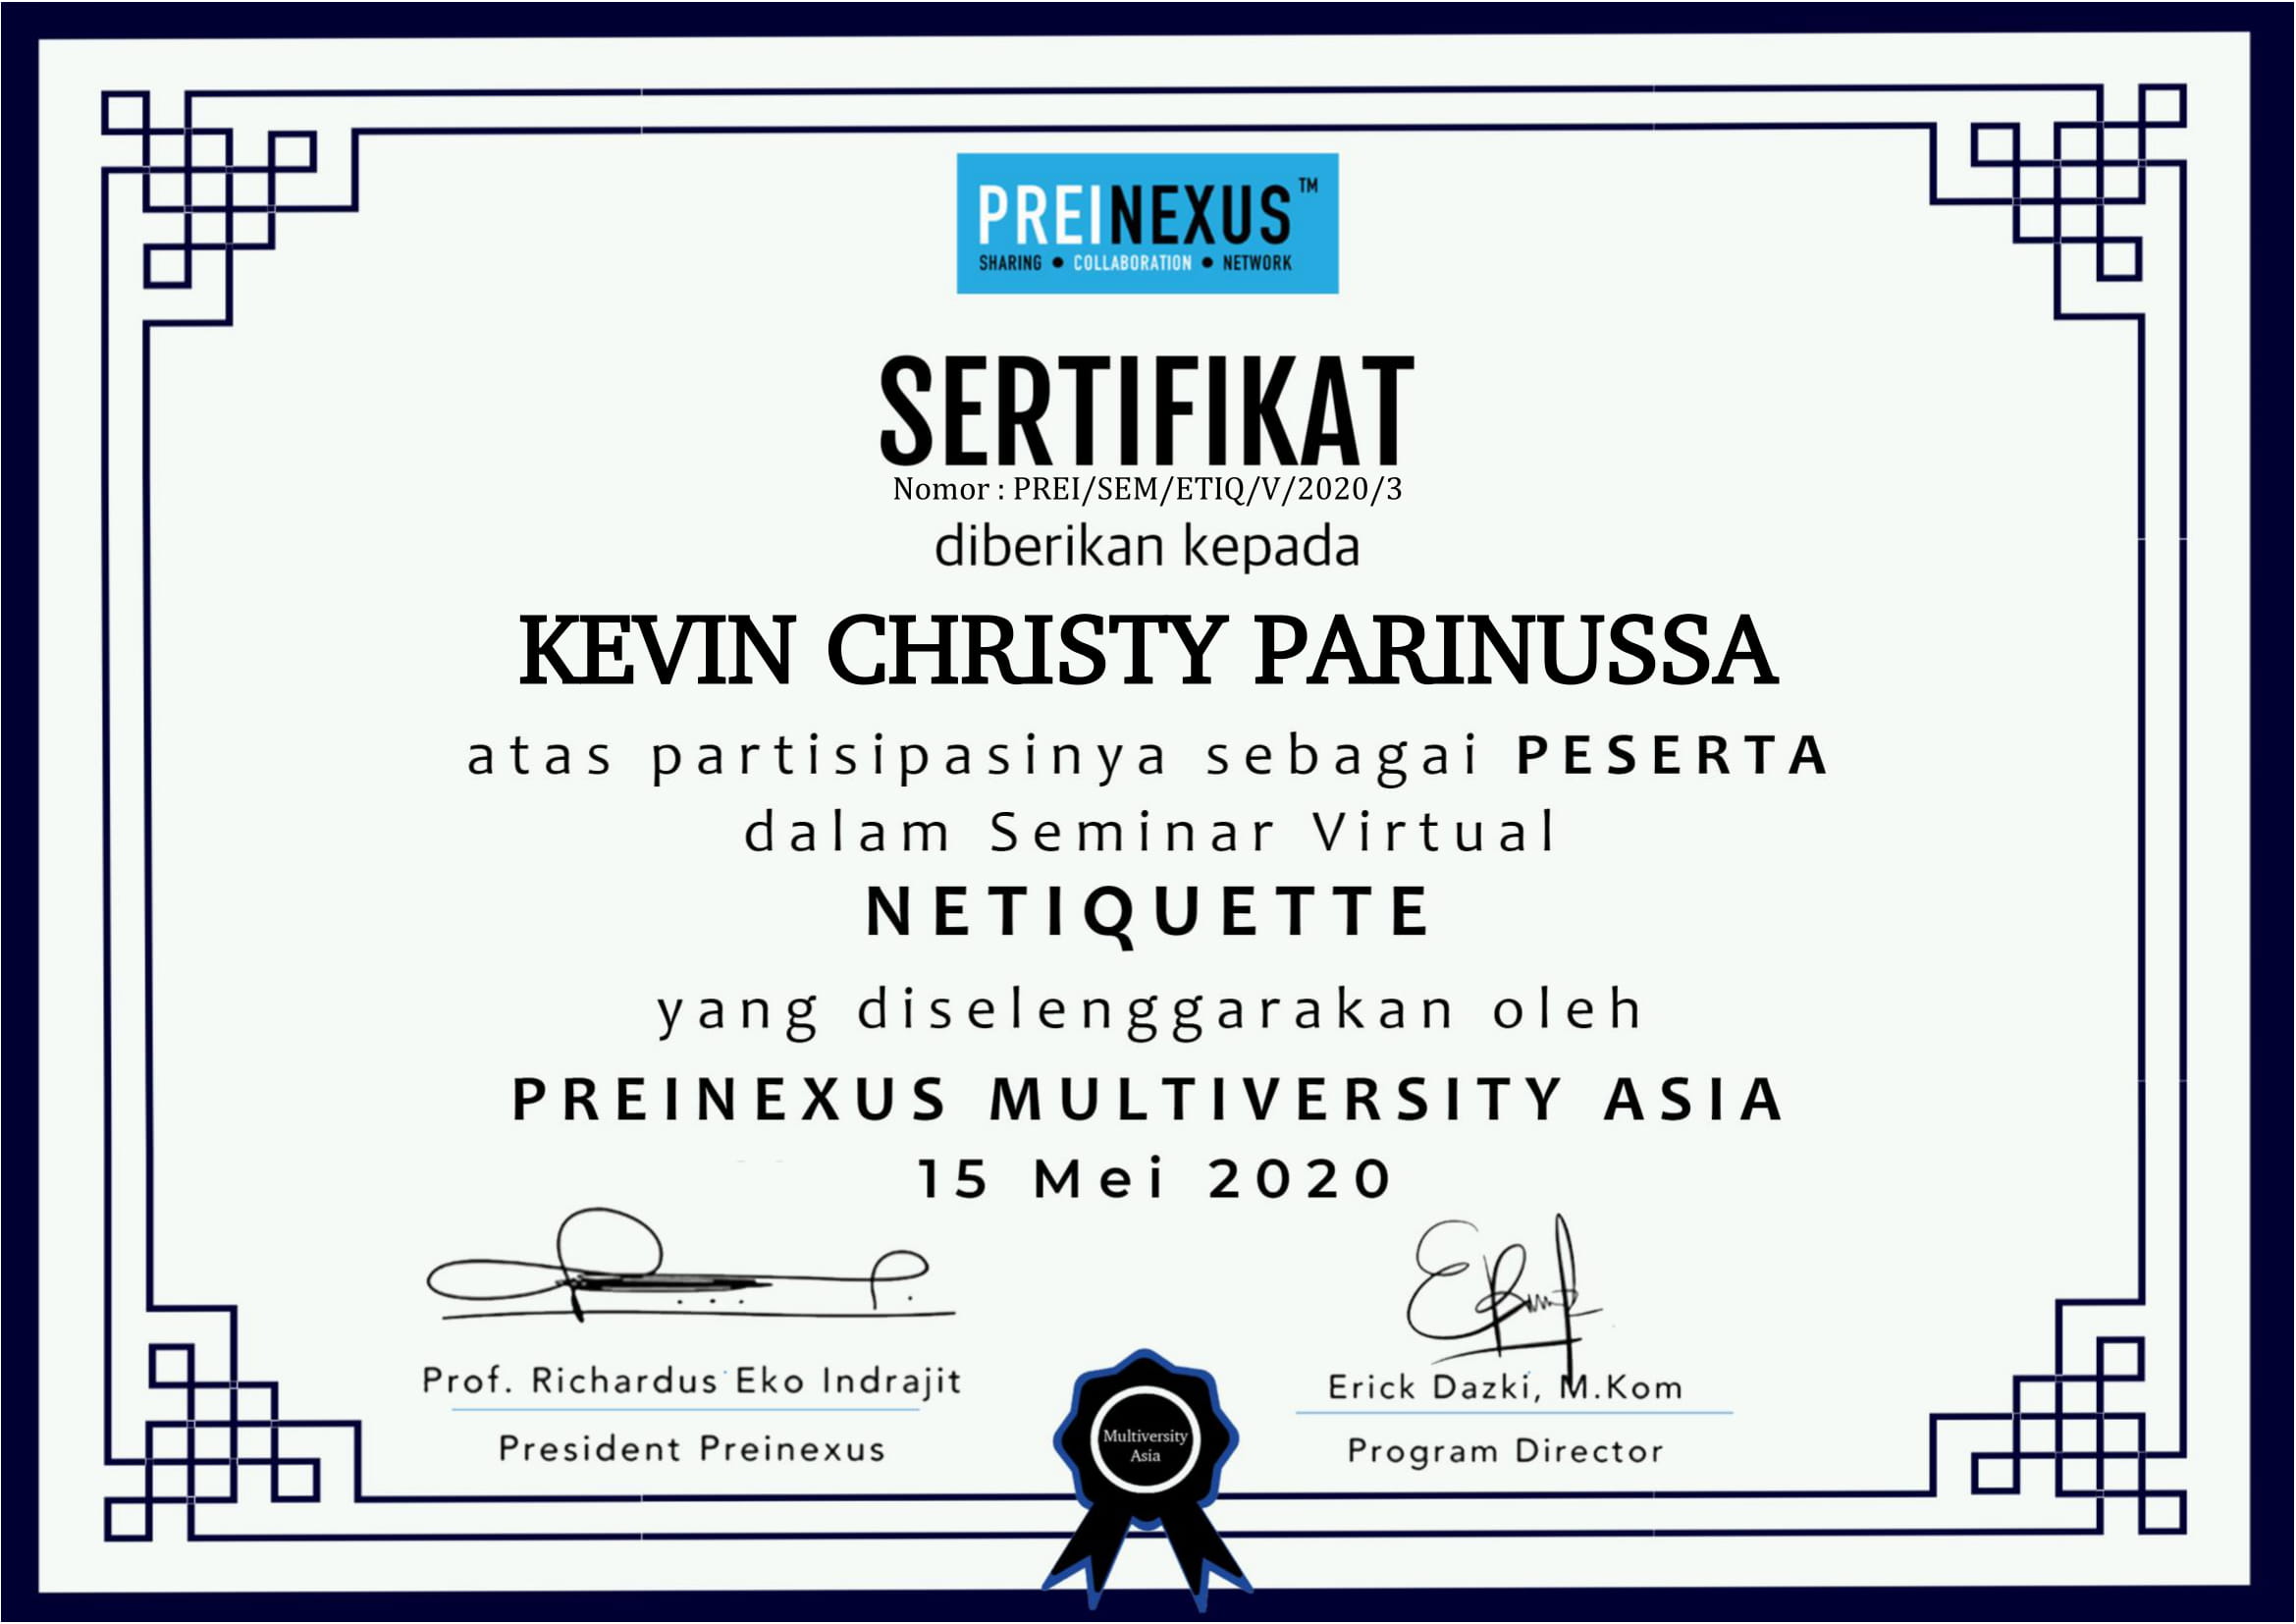 PREINEXUS™
SHARING ● COLLABORATION ● NETWORK
SERTIFIKAT
Nomor : PREI/SEM/ETIQ/V/2020/3
diberikan kepada
KEVIN CHRISTY PARINUSSA
atas partisipasinya sebagai PESERTA
dalam Seminar Virtual
NETIQUETTE
yang diselenggarakan oleh
PREINEXUS MULTIVERSITY ASIA
15 Mei 2020
Prof. Richardus Eko Indrajit
President Preinexus
Multiversity
Asia
Erick Dazki, M.Kom
Program Director